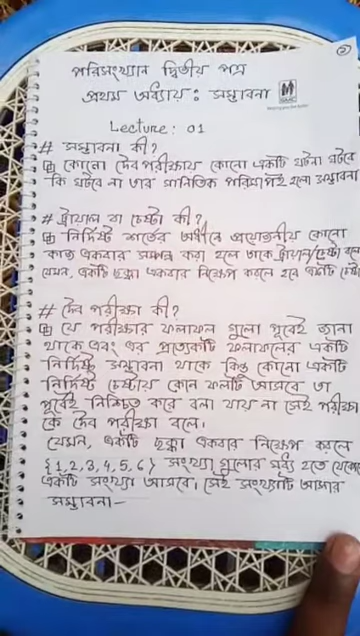 ২
পরিসংখ্যান দ্বিতীয় পত্র
প্রথম অধ্যায়ঃ সম্ভাবনা
Lecture: 01
# সম্ভাবনা কী?
কোনো দৈব পরীক্ষায় কোনো একটি ঘটনা ঘটবে
কি ঘটবে না তার গানিতিক পরিমাপই হলো সম্ভাবনা
# ট্রায়াল বা চেষ্টা কী?
নির্দিষ্ট শর্তের অধীনে প্রয়োজনীয় কোনো
কাজ একবার সম্পন্ন করা হলে তাকে ট্রায়াল/চেষ্টা বলে
যেমন, একটি ছক্কা একবার নিক্ষেপ করলে হবে একটি চেষ্টা
# দৈব পরীক্ষা কী?
যে পরীক্ষার ফলাফল গুলো পূর্বেই জানা
থাকে এবং এর প্রত্যেকটি ফলাফলের একটি
নির্দিষ্ট সম্ভাবনা থাকে কিন্তু কোনো একটি
নির্দিষ্ট চেষ্টায় কোন ফলটি আসবে তা
পূর্বেই নিশ্চিত করে বলা যায় না সেই পরীক্ষা
কে দৈব পরীক্ষা বলে।
যেমন, একটি ছক্কা একবার নিক্ষেপ করলে
{1,2,3,4,5,6} সংখ্যা গুলোর মধ্য হতে যেকোনো
একটি সংখ্যা আসবে। সেই সংখ্যাটি আসার
সম্ভাবনা-